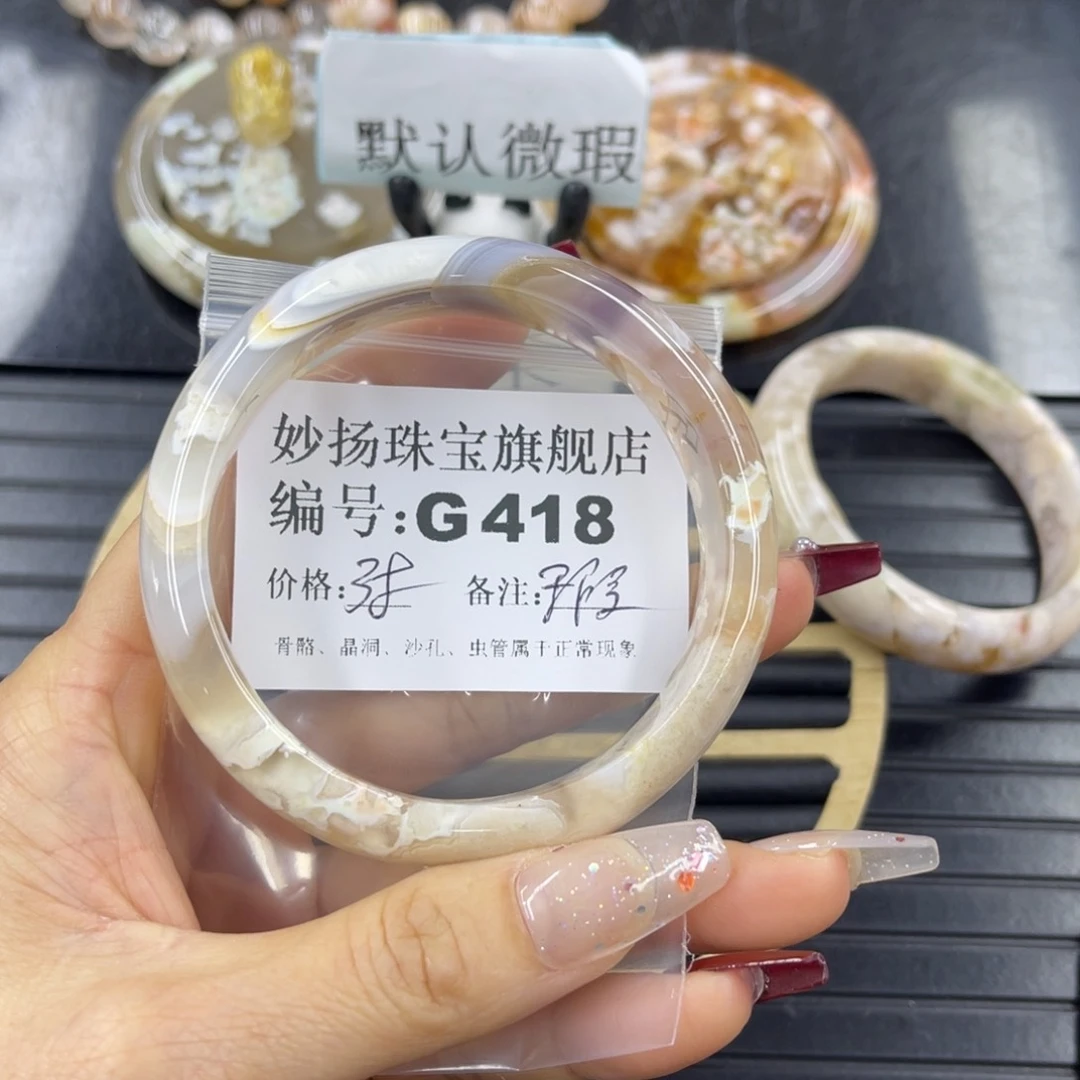 默认微瑕
妙扬珠宝旗舰店
编号:G418
价格: 备注:
骨骼、晶洞、沙孔、虫管属于正常现象